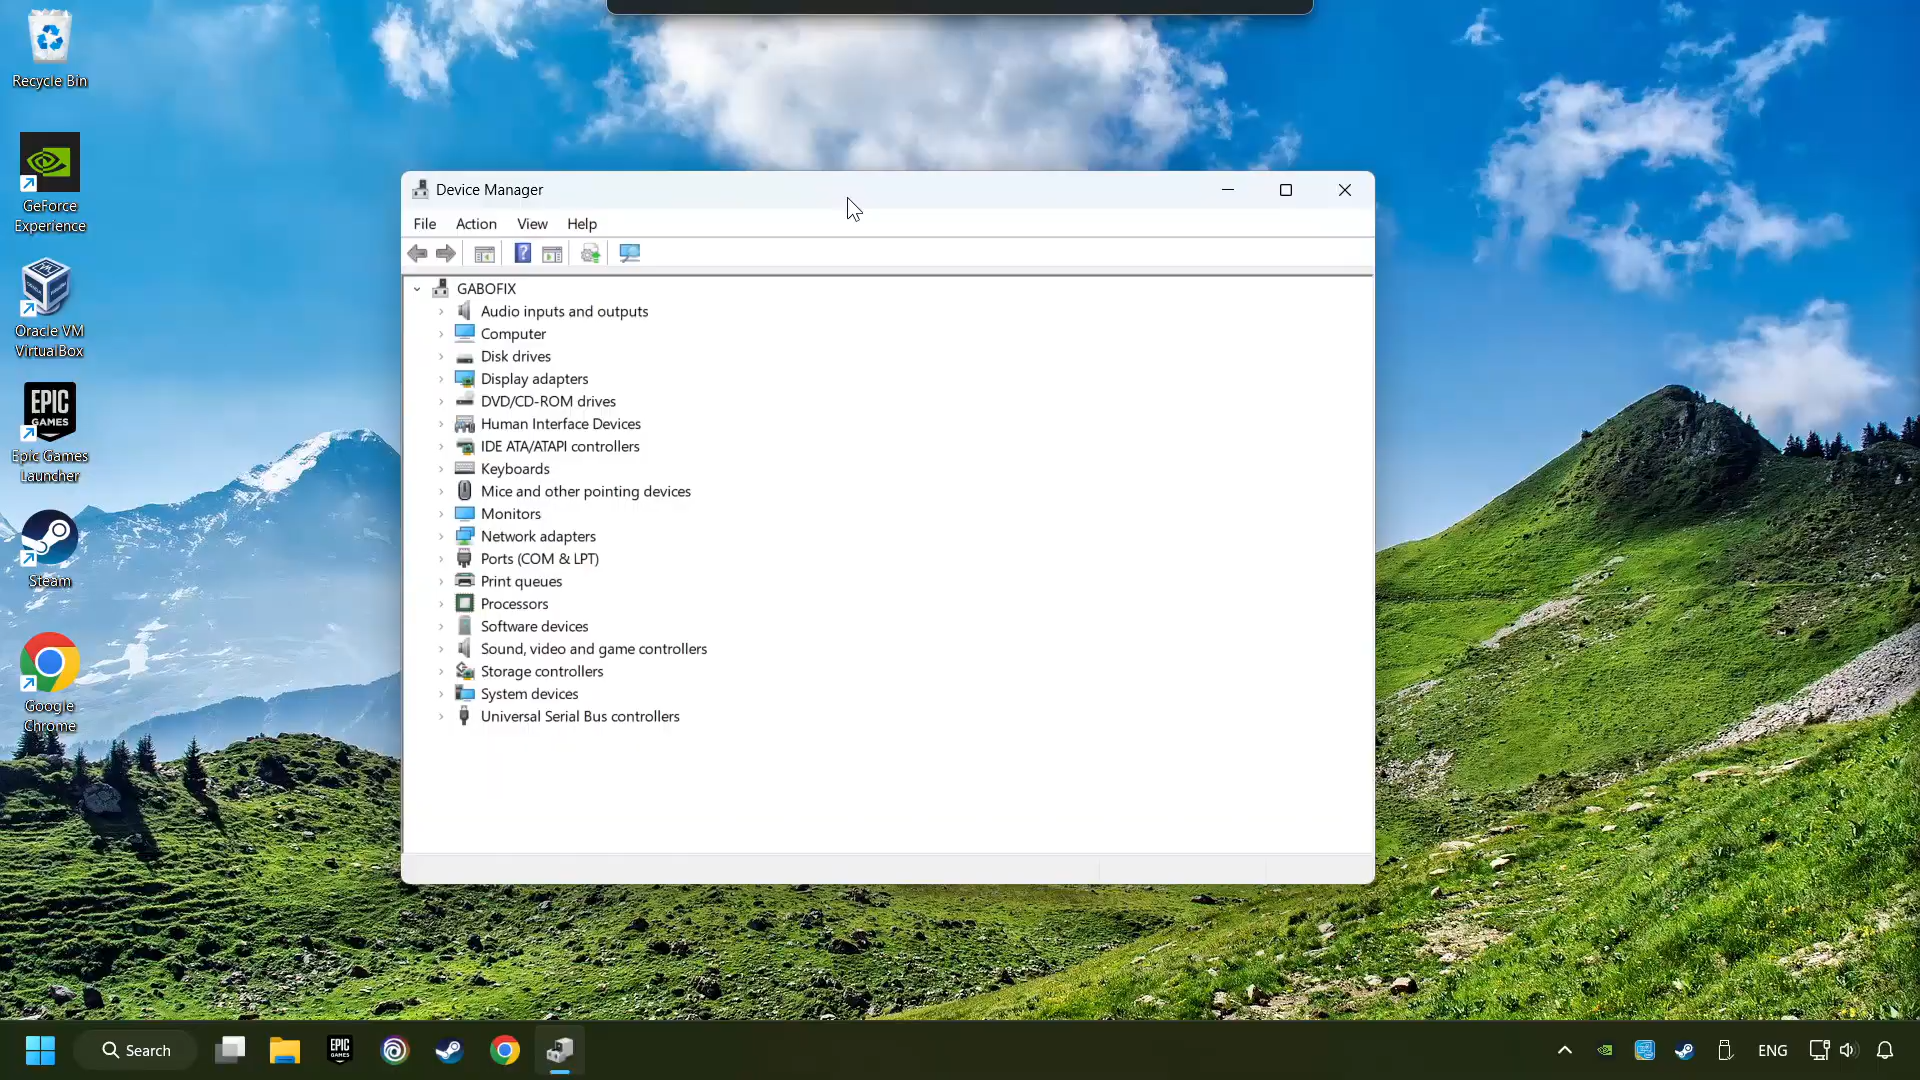 Recycle Bin
GeForce
Experience
Oracle VM
VirtualBox
EPIC
GAMES
Epic Games
Launcher
Steam
Google
Chrome
Device Manager
File Action View Help
GABOFIX
Audio inputs and outputs
Computer
Disk drives
Display adapters
DVD/CD-ROM drives
Human Interface Devices
IDE ATA/ATAPI controllers
Keyboards
Mice and other pointing devices
Monitors
Network adapters
Ports (COM & LPT)
Print queues
Processors
Software devices
Sound, video and game controllers
Storage controllers
System devices
Universal Serial Bus controllers
Search
EPIC
GAMES
ENG